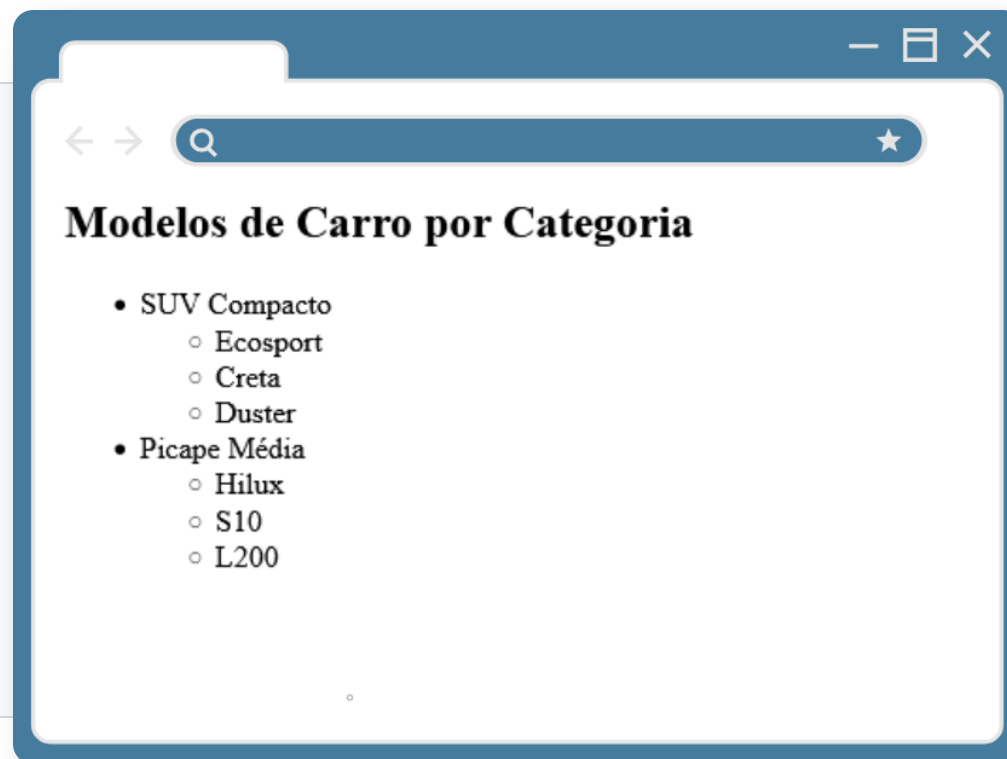 Modelos de Carro por Categoria
SUV Compacto
Ecosport
Creta
Duster
Picape Média
Hilux
S10
L200